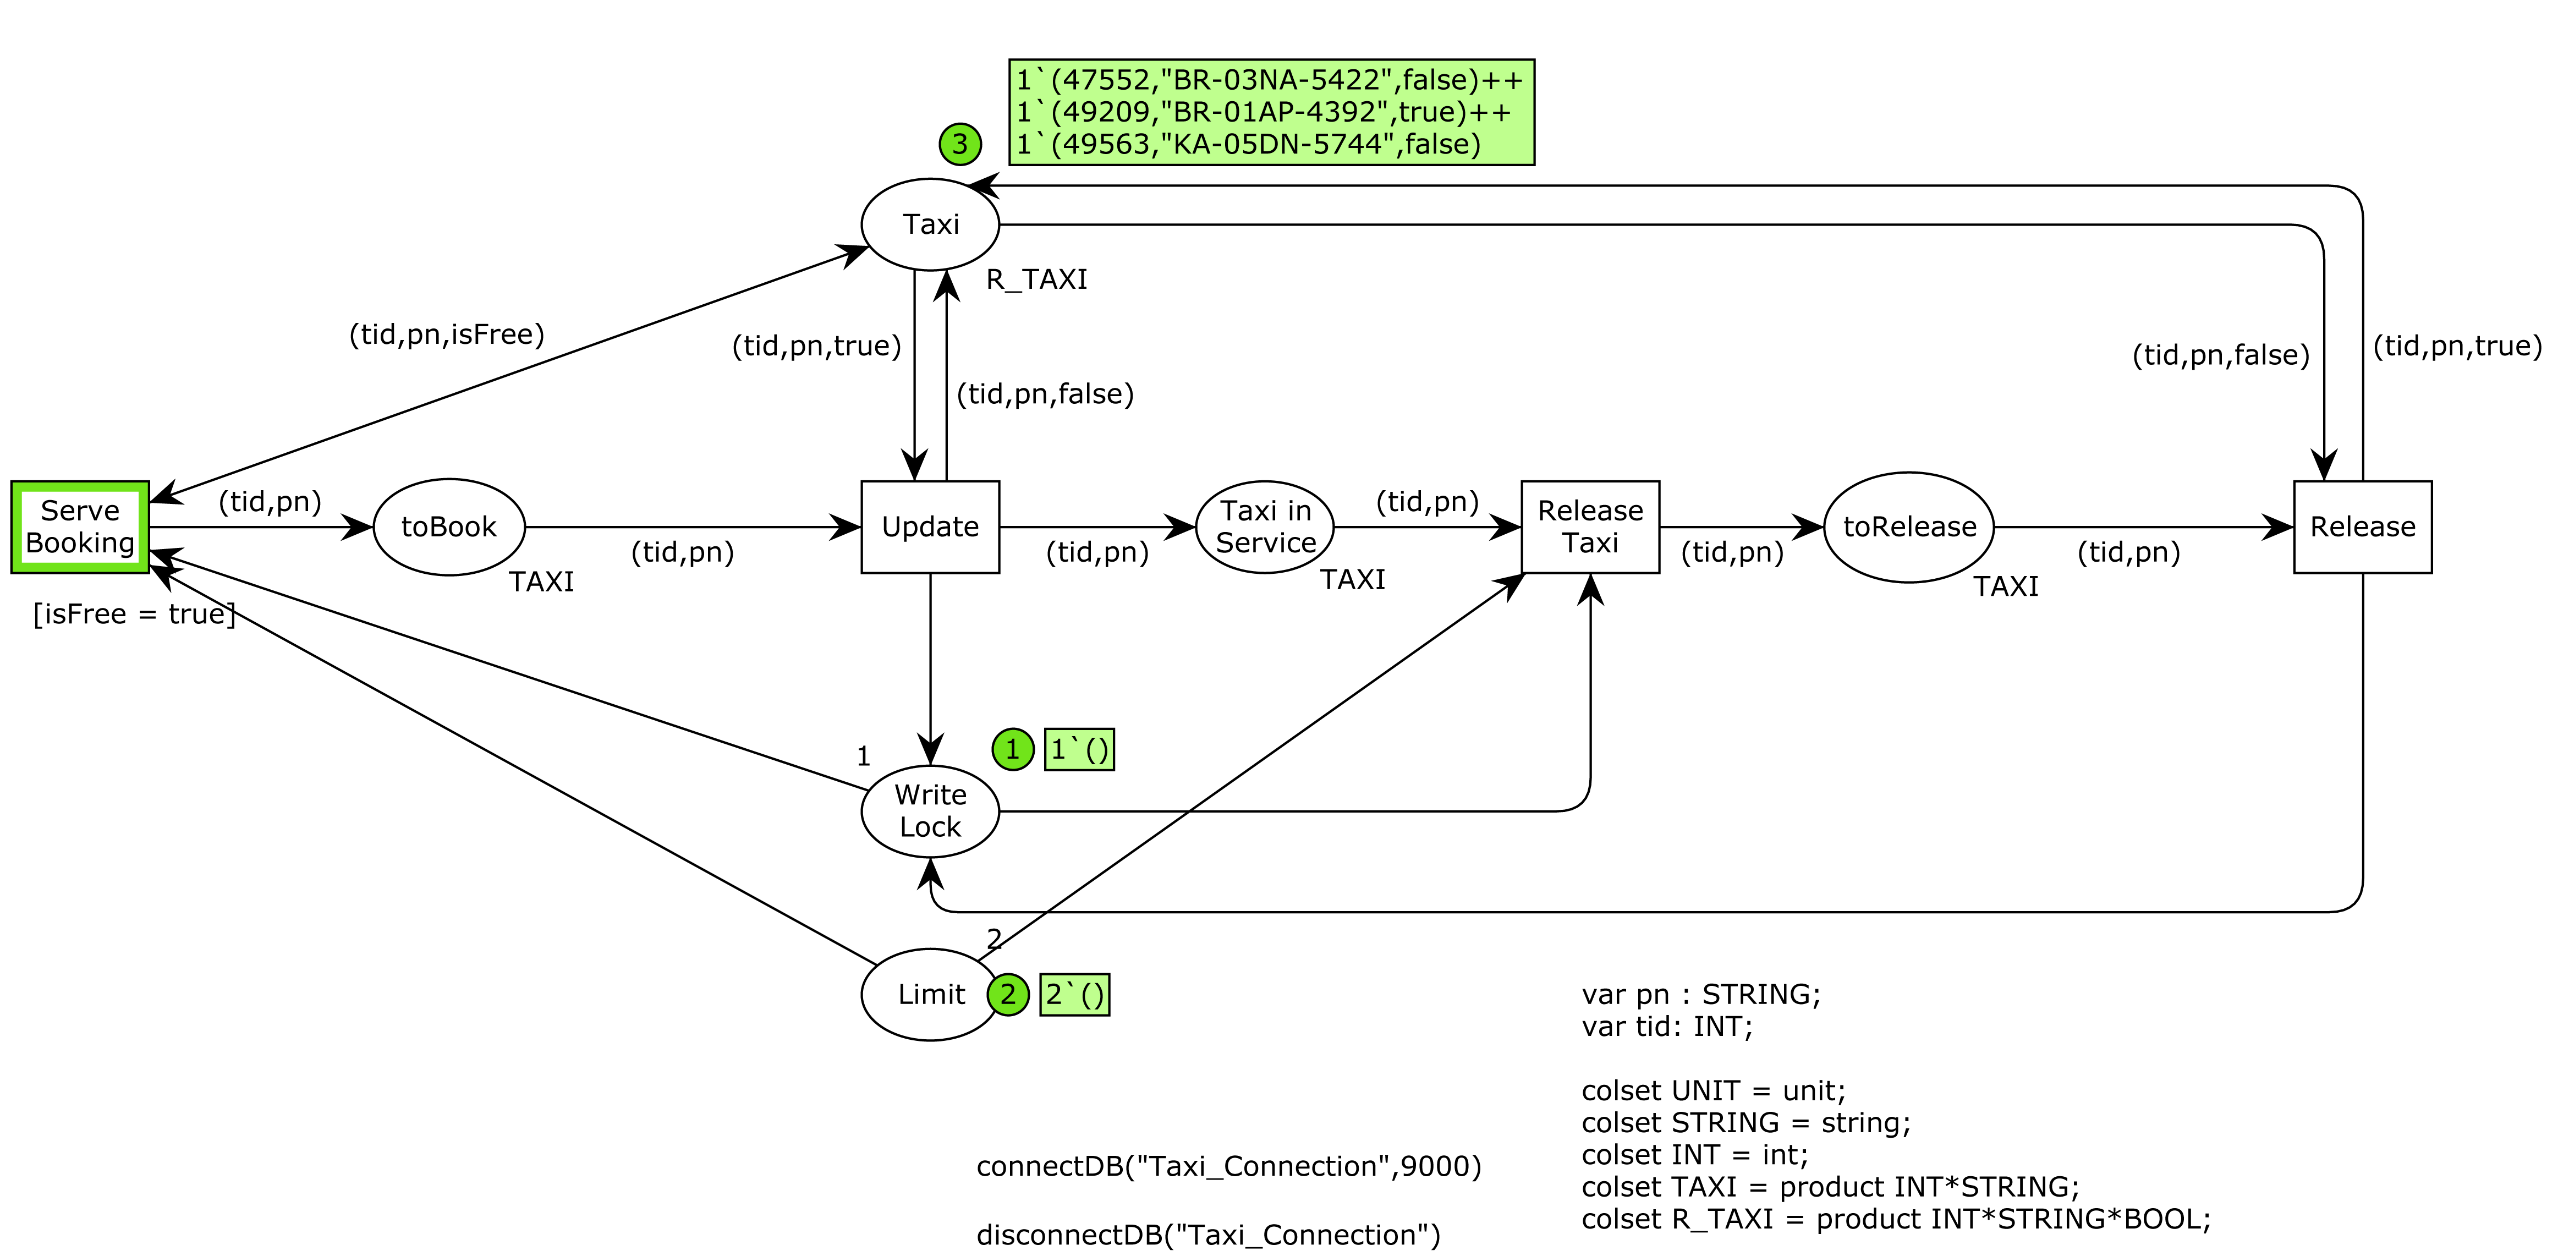 1`(47552,"BR-03NA-5422",false)++
1`(49209,"BR-01AP-4392",true)++
1`(49563,"KA-05DN-5744",false)
3
Taxi
R_TAXI
(tid,pn,isFree)
(tid,pn,true)
(tid,pn,false)
(tid,pn,false)
(tid,pn,true)
Serve
Booking
(tid,pn)
toBook
TAXI
(tid,pn)
Update
(tid,pn)
Taxi in
Service
TAXI
(tid,pn)
Release
Taxi
(tid,pn)
toRelease
TAXI
(tid,pn)
Release
[isFree = true]
1
1
1`()
Write
Lock
2
Limit
2
2`()
var pn : STRING;
var tid: INT;
colset UNIT = unit;
colset STRING = string;
colset INT = int;
colset TAXI = product INT*STRING;
colset R_TAXI = product INT*STRING*BOOL;
connectDB("Taxi_Connection",9000)
disconnectDB("Taxi_Connection")